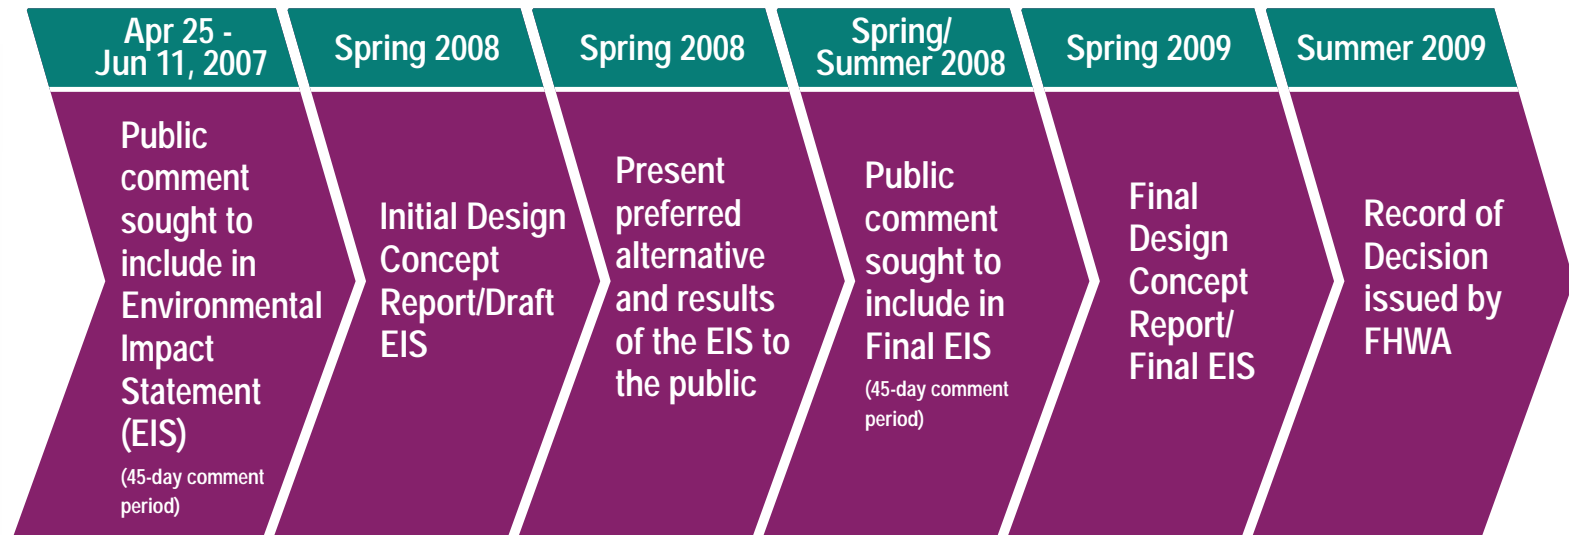 Apr 25 -
Jun 11, 2007
Public
comment
sought to
include in
Environmental
Impact
Statement
(EIS)
(45-day comment
period)
Spring 2008
Initial Design
Concept
Report/Draft
EIS
Spring 2008
Present
preferred
alternative
and results
of the EIS to
the public
Spring/
Summer 2008
Public
comment
sought to
include in
Final EIS
(45-day comment
period)
Spring 2009
Final
Design
Concept
Report/
Final EIS
Summer 2009
Record of
Decision
issued by
FHWA